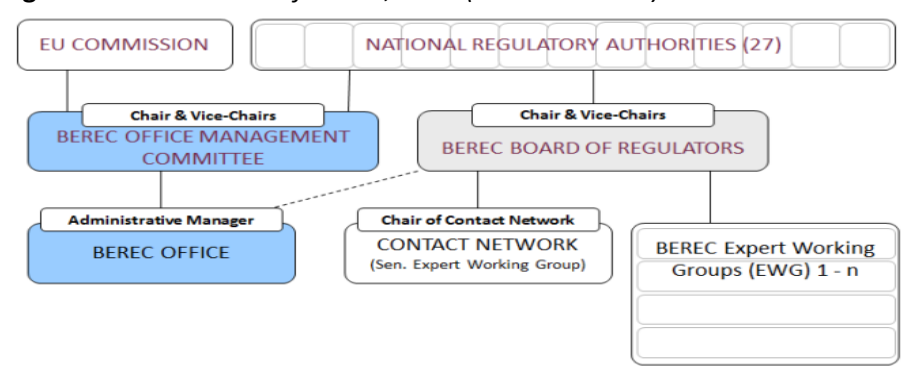 EU COMMISSION
NATIONAL REGULATORY AUTHORITIES (27)
Chair & Vice-Chairs
BEREC OFFICE MANAGEMENT
COMMITTEE
Chair & Vice-Chairs
BEREC BOARD OF REGULATORS
Administrative Manager
BEREC OFFICE
Chair of Contact Network
CONTACT NETWORK
(Sen. Expert Working Group)
BEREC Expert Working
Groups (EWG) 1 - n